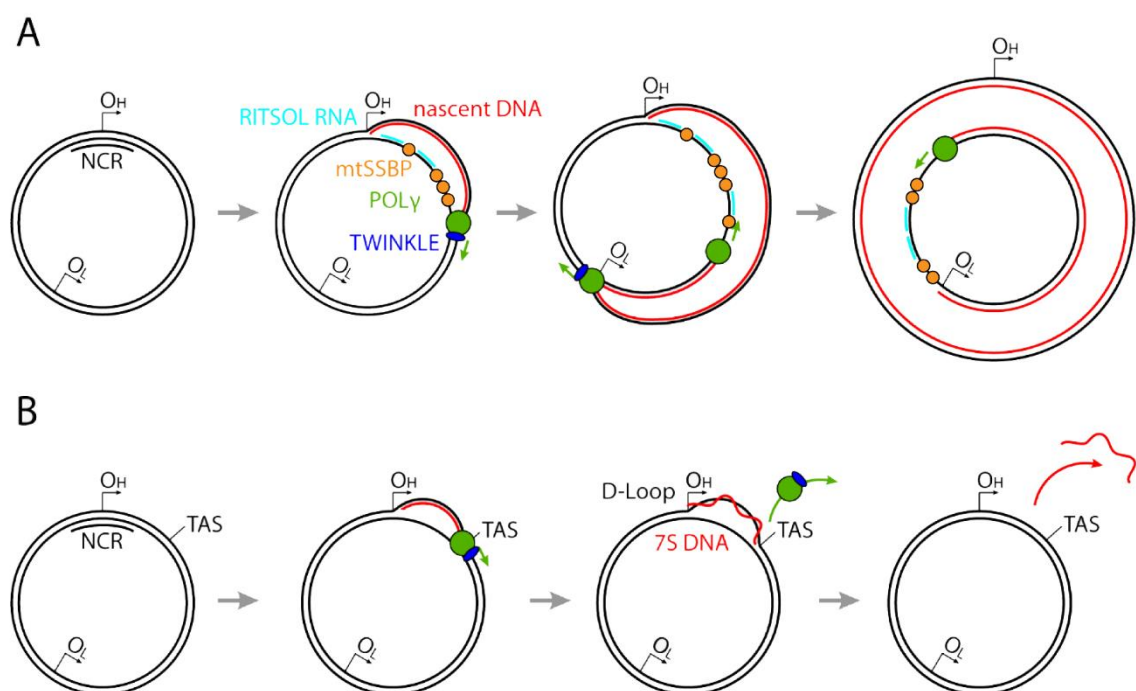 A
OH
NCR
OL
OH
RITSOL RNA
nascent DNA
mtSSBP
POLγ
TWINKLE
OL
OH
OL
OH
OL
B
OH
NCR
TAS
OL
OH
TAS
OL
D-Loop
OH
7S DNA
TAS
OL
OH
TAS
OL